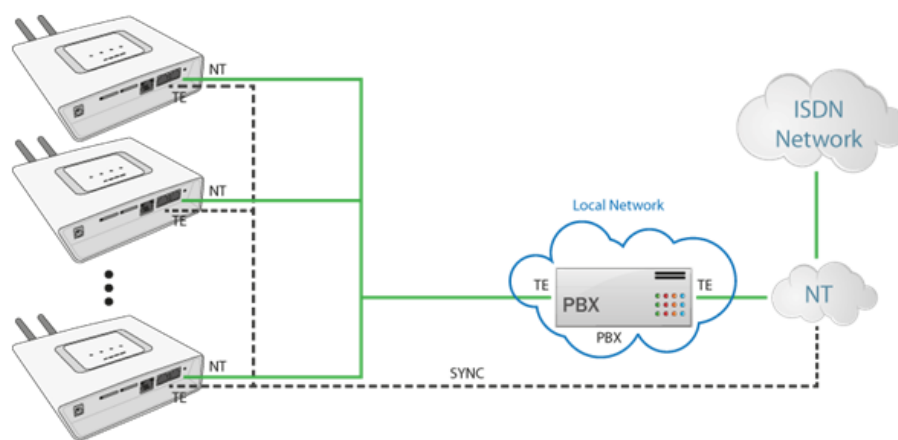 NT
TE
NT
TE
NT
TE
Local Network
TE
PBX
PBX
TE
ISDN
Network
NT
SYNC